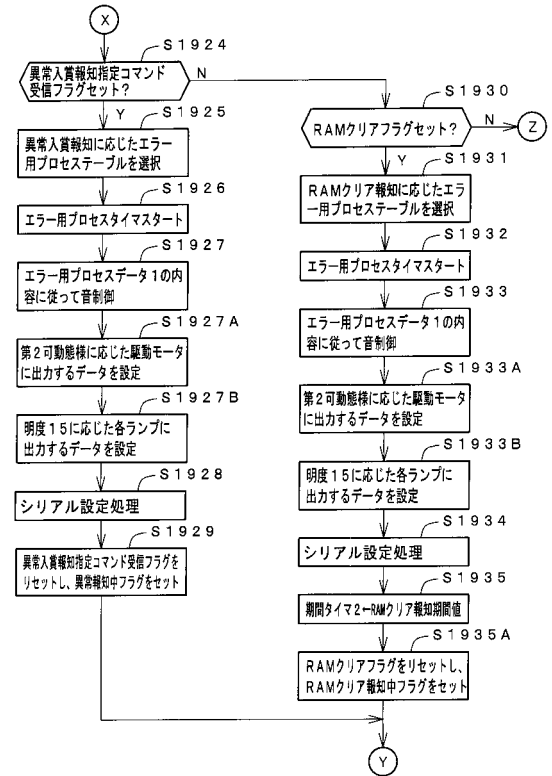 X
S1924
異常入賞報知指定コマンド
受信フラグセット?
N
Y
S1925
異常入賞報知に応じたエラー
用プロセステーブルを選択
S1926
エラー用プロセスタイマスタート
S1927
エラー用プロセスデータ1の内
容に従って音制御
S1927A
第2可動態様に応じた駆動モータ
に出力するデータを設定
S1927B
明度15に応じた各ランプに
出力するデータを設定
S1928
シリアル設定処理
S1929
異常入賞報知指定コマンド受信フラグを
リセットし、異常報知中フラグをセット
S1930
RAMクリアフラグセット?
N
Z
Y
S1931
RAMクリア報知に応じたエラ
ー用プロセステーブルを選択
S1932
エラー用プロセスタイマスタート
S1933
エラー用プロセスデータ1の内
容に従って音制御
S1933A
第2可動態様に応じた駆動モータ
に出力するデータを設定
S1933B
明度15に応じた各ランプに
出力するデータを設定
S1934
シリアル設定処理
S1935
期間タイマ2←RAMクリア報知期間値
S1935A
RAMクリアフラグをリセットし、
RAMクリア報知中フラグをセット
Y